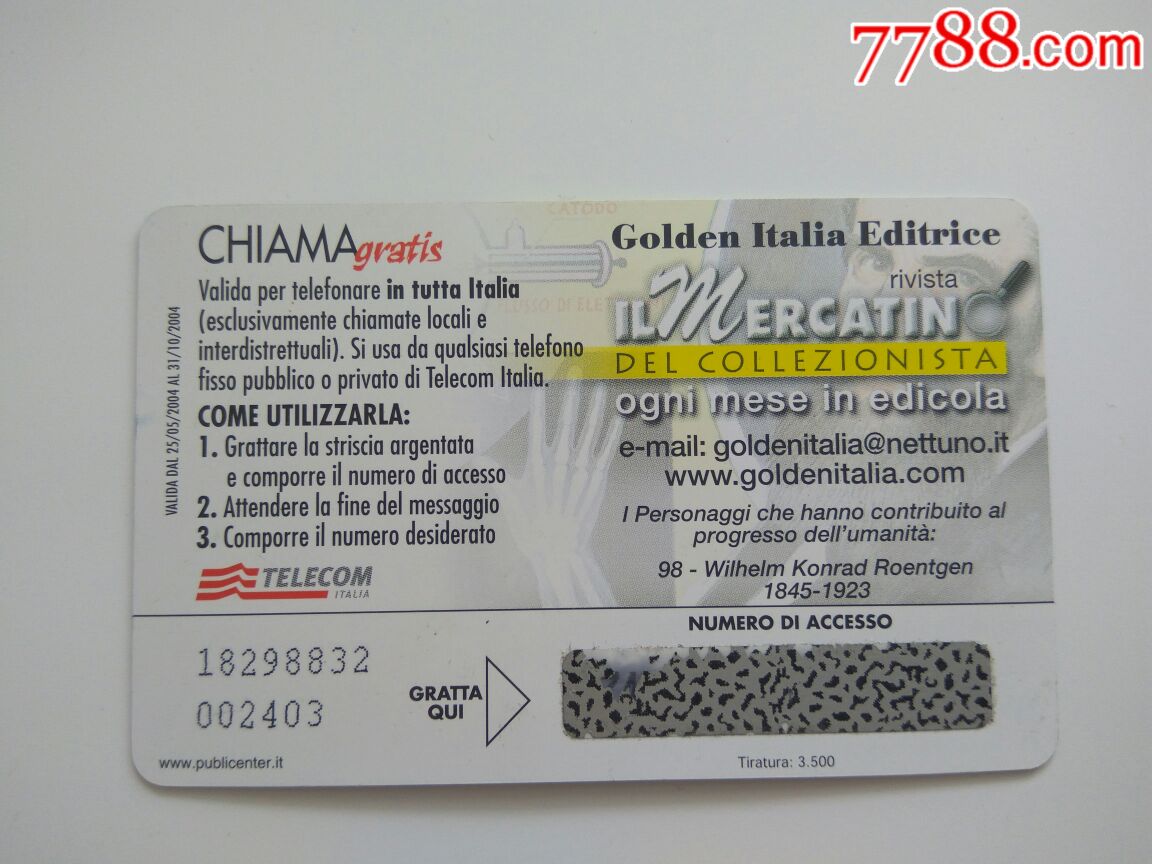 7788.com
CATODO
CHIAMAgratis
Valida per telefonare in tutta Italia
(esclusivamente chiamate locali e
interdistrettuali). Si usa da qualsiasi telefono
fisso pubblico o privato di Telecom Italia.
COME UTILIZZARLA:
1. Grattare la striscia argentata
e comporre il numero di accesso
2. Attendere la fine del messaggio
3. Comporre il numero desiderato
TELECOM
ITALIA
VALIDA DAL 25/05/2004 AL 31/10/2004
FLUSSO DI ELE
Golden Italia Editrice
rivista
IL MERCATINO
DEL COLLEZIONISTA
ogni mese in edicola
e-mail: goldenitalia@nettuno.it
www.goldenitalia.com
I Personaggi che hanno contribuito al
progresso dell'umanità:
98 - Wilhelm Konrad Roentgen
1845-1923
NUMERO DI ACCESSO
18298832
002403
GRATTA
QUI
www.publicenter.it
Tiratura: 3.500